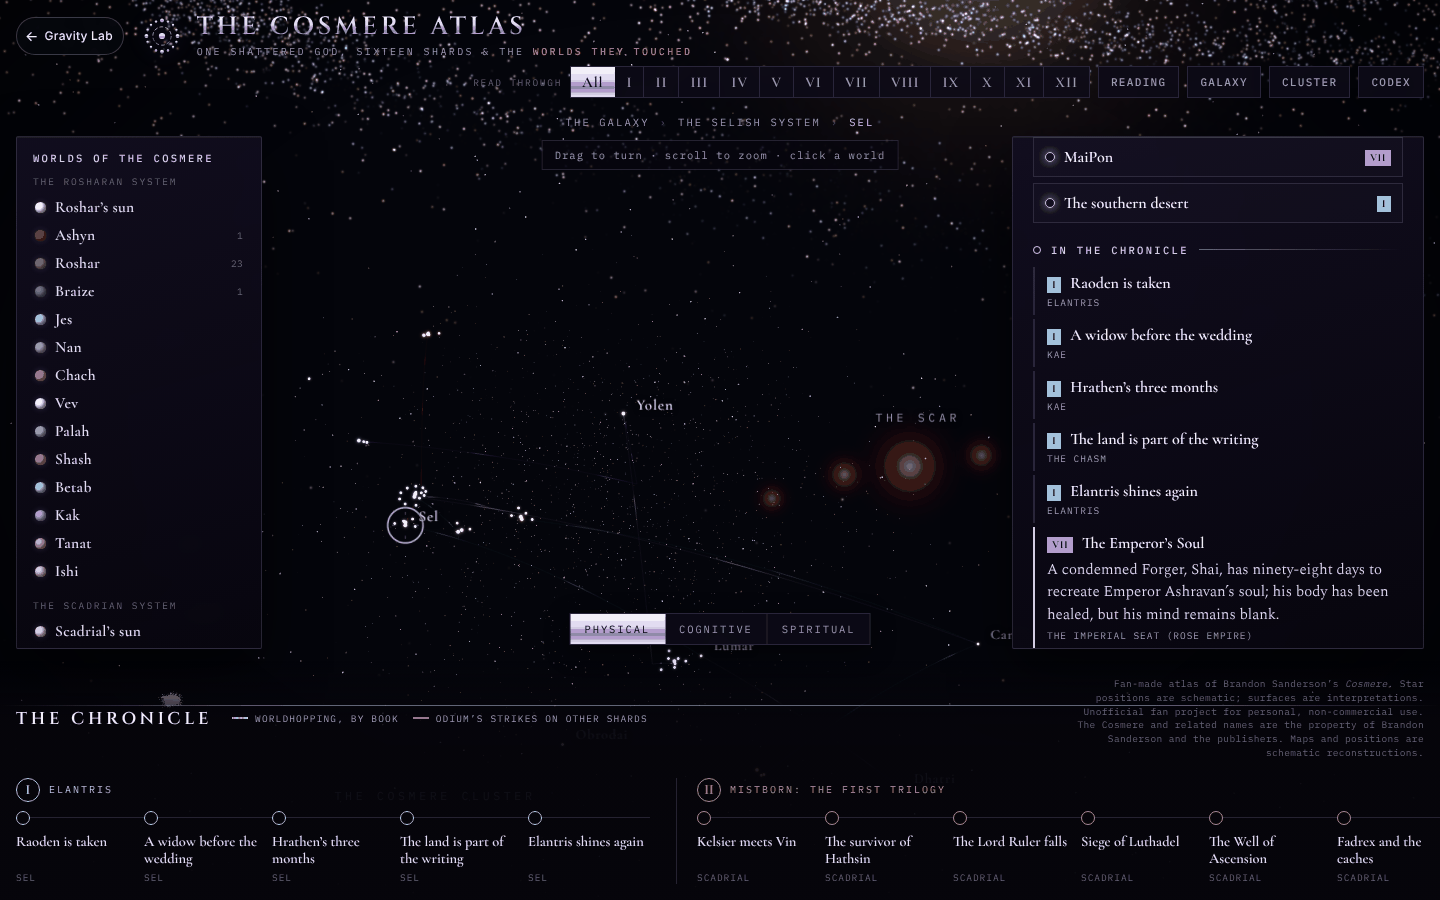 ← Gravity Lab
THE COSMERE ATLAS
ONE SHATTERED GOD, SIXTEEN SHARDS & THE WORLDS THEY TOUCHED
READ THROUGH
All I II III IV V VI VII VIII IX X XI XII
READING GALAXY CLUSTER CODEX
THE GALAXY › THE SELISH SYSTEM › SEL
Drag to turn · scroll to zoom · click a world
WORLDS OF THE COSMERE
THE ROSHARAN SYSTEM
Roshar's sun
Ashyn 1
Roshar 23
Braize 1
Jes
Nan
Chach
Vev
Palah
Shash
Betab
Kak
Tanat
Ishi
THE SCADRIAN SYSTEM
Scadrial's sun
Yolen
THE SCAR
Sel
Lumar
PHYSICAL COGNITIVE SPIRITUAL
MaiPon VII
The southern desert I
IN THE CHRONICLE
I Raoden is taken
ELANTRIS
I A widow before the wedding
KAE
I Hrathen's three months
KAE
I The land is part of the writing
THE CHASM
I Elantris shines again
ELANTRIS
VII The Emperor's Soul
A condemned Forger, Shai, has ninety-eight days to
recreate Emperor Ashravan's soul; his body has been
healed, but his mind remains blank.
THE IMPERIAL SEAT (ROSE EMPIRE)
Fan-made atlas of Brandon Sanderson's Cosmere, Star
positions are schematic; surfaces are interpretations.
Unofficial fan project for personal, non-commercial use.
The Cosmere and related names are the property of Brandon
Sanderson and the publishers. Maps and positions are
schematic reconstructions.
THE CHRONICLE
WORLDHOPPING, BY BOOK
ODIUM'S STRIKES ON OTHER SHARDS
Obrodai
THE COSMERE CLUSTER
I ELANTRIS
Raoden is taken
SEL
A widow before the
wedding
SEL
Hrathen's three
months
SEL
The land is part of
the writing
SEL
Elantris shines again
SEL
II MISTBORN: THE FIRST TRILOGY
Kelsier meets Vin
SCADRIAL
The survivor of
Hathsin
SCADRIAL
The Lord Ruler falls
SCADRIAL
Siege of Luthadel
SCADRIAL
The Well of
Ascension
SCADRIAL
Fadrex and the
caches
SCADRIAL